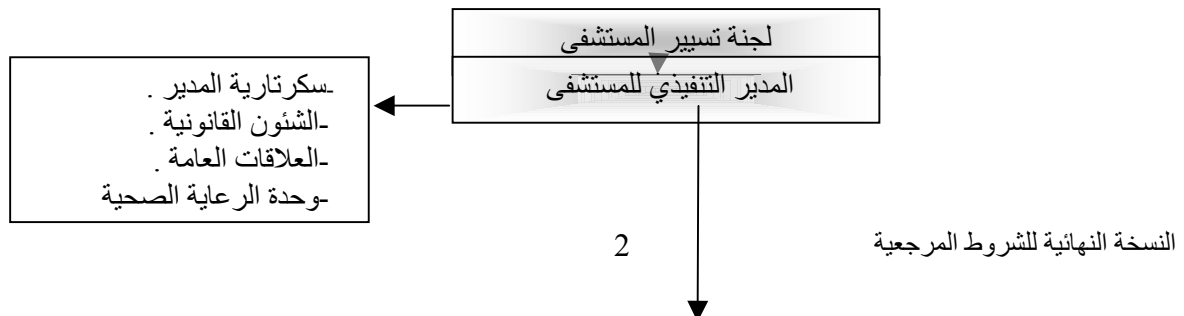 لجنة تسيير المستشفى
المدير التنفيذي للمستشفى
-سكرتارية المدير .
-الشئون القانونية .
-العلاقات العامة .
-وحدة الرعاية الصحية
النسخة النهائية للشروط المرجعية 2